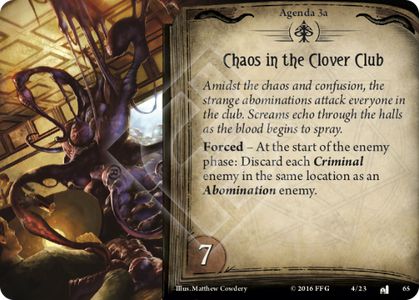 Agenda 3a
Chaos in the Clover Club
Amidst the chaos and confusion, the
strange abominations attack everyone in
the club. Screams echo through the halls
as the blood begins to spray.
Forced – At the start of the enemy
phase: Discard each Criminal
enemy in the same location as an
Abomination enemy.
7
Illus. Matthew Cowdery
© 2016 FFG
4/23
65